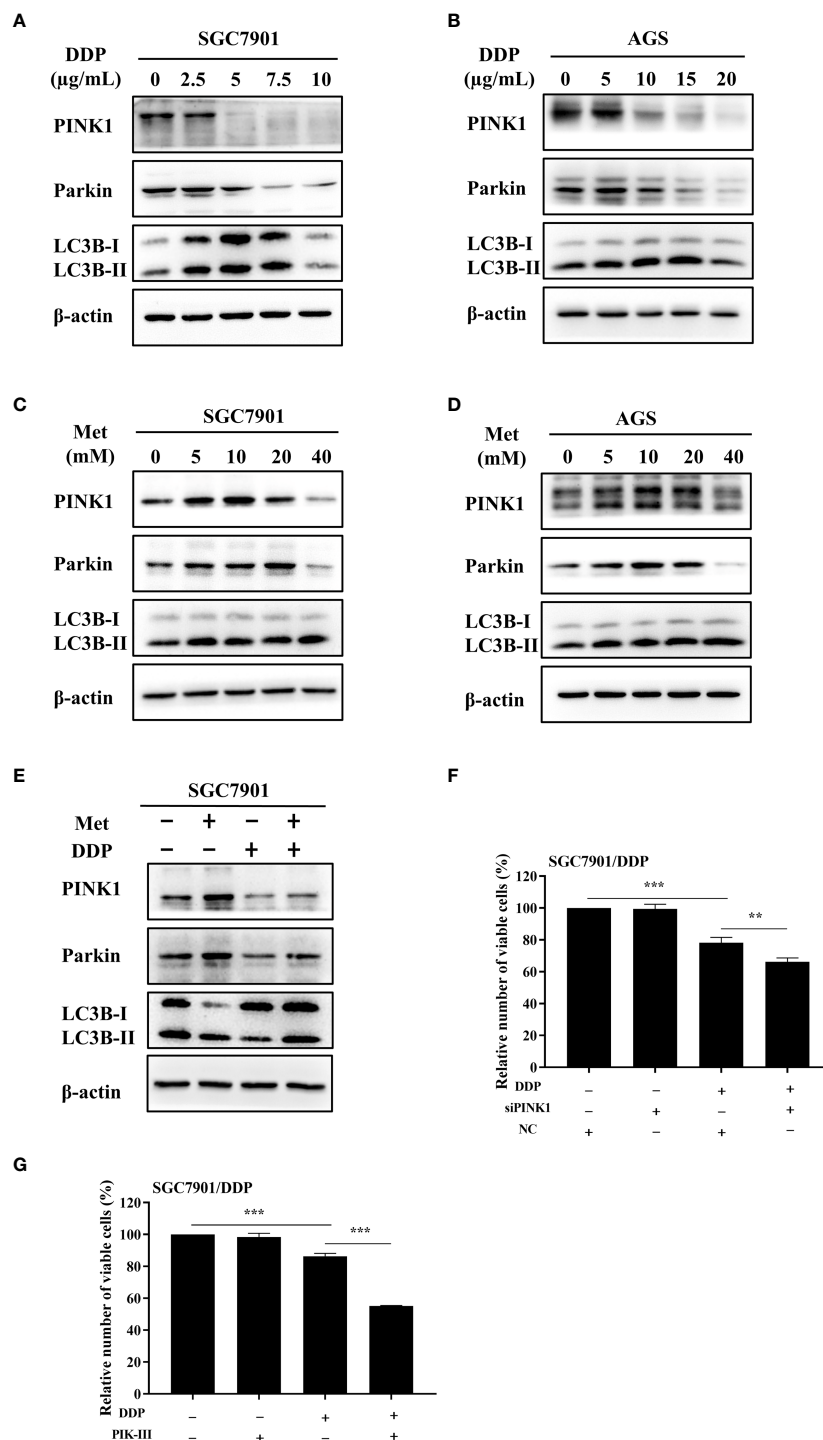 A
SGC7901
DDP
(μg/mL)
0 2.5 5 7.5 10
PINK1
Parkin
LC3B-I
LC3B-II
β-actin
B
AGS
DDP
(μg/mL)
0 5 10 15 20
PINK1
Parkin
LC3B-I
LC3B-II
β-actin
C
SGC7901
Met
(mM)
0 5 10 20 40
PINK1
Parkin
LC3B-I
LC3B-II
β-actin
D
AGS
Met
(mM)
0 5 10 20 40
PINK1
Parkin
LC3B-I
LC3B-II
β-actin
E
SGC7901
Met − + − +
DDP − − + +
PINK1
Parkin
LC3B-I
LC3B-II
β-actin
F
SGC7901/DDP
Relative number of viable cells (%)
120
100
80
60
40
20
0
***
**
DDP − − + +
siPINK1 − + − +
NC + − + −
G
SGC7901/DDP
Relative number of viable cells (%)
120
100
80
60
40
20
0
***
***
DDP − − + +
PIK-III − + − +